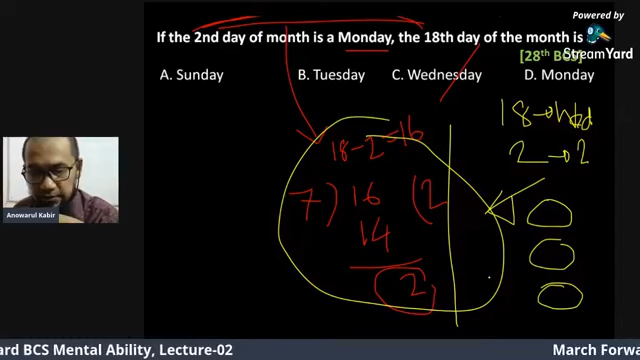 Powered by
If the 2nd day of month is a Monday, the 18th day of the month is
StreamYard
[28th BCS]
A. Sunday B. Tuesday C. Wednesday D. Monday
18 →
2 → 2
18-2=16
7) 16 (2
14
2
Anowarul Kabir
ard BCS Mental Ability, Lecture-02 March Forwa